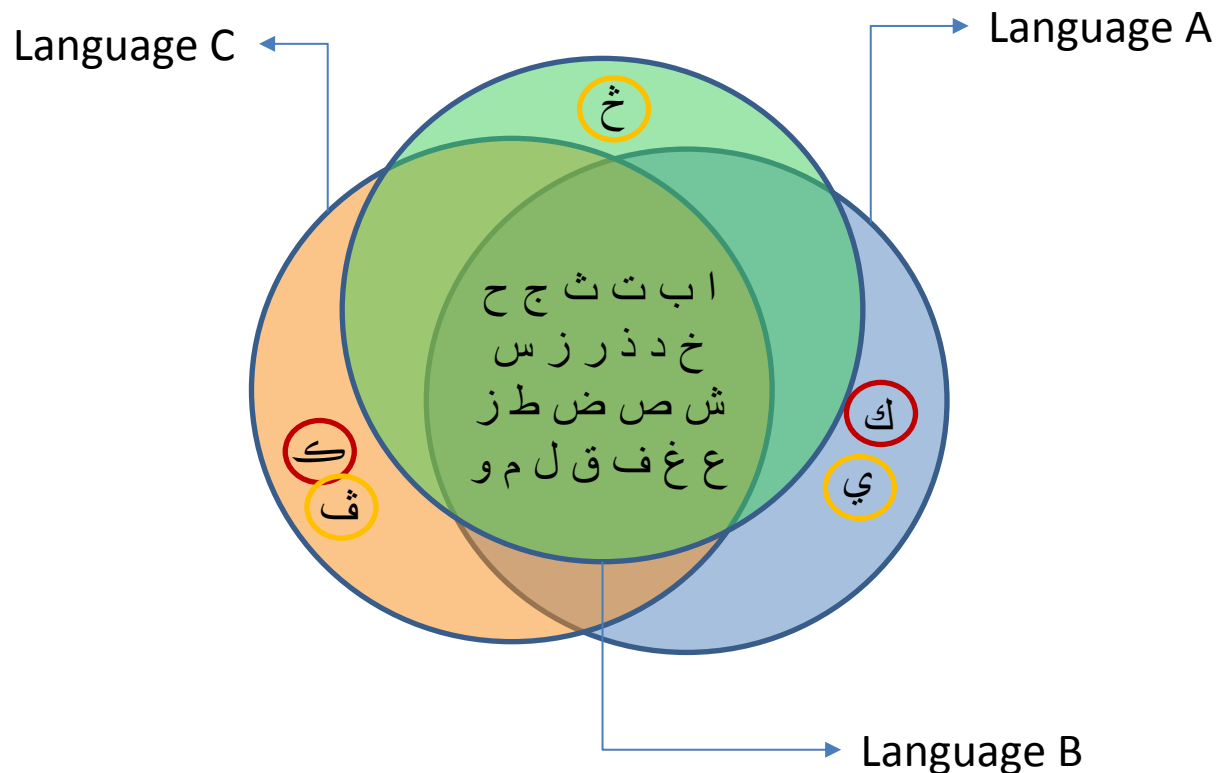 Language C
Language A
څ
ا ب ت ث ج ح
خ د ذ ر ز س
ش ص ض ط ز
ع غ ف ق ل م و
ك
ي
ڪ
ڤ
Language B